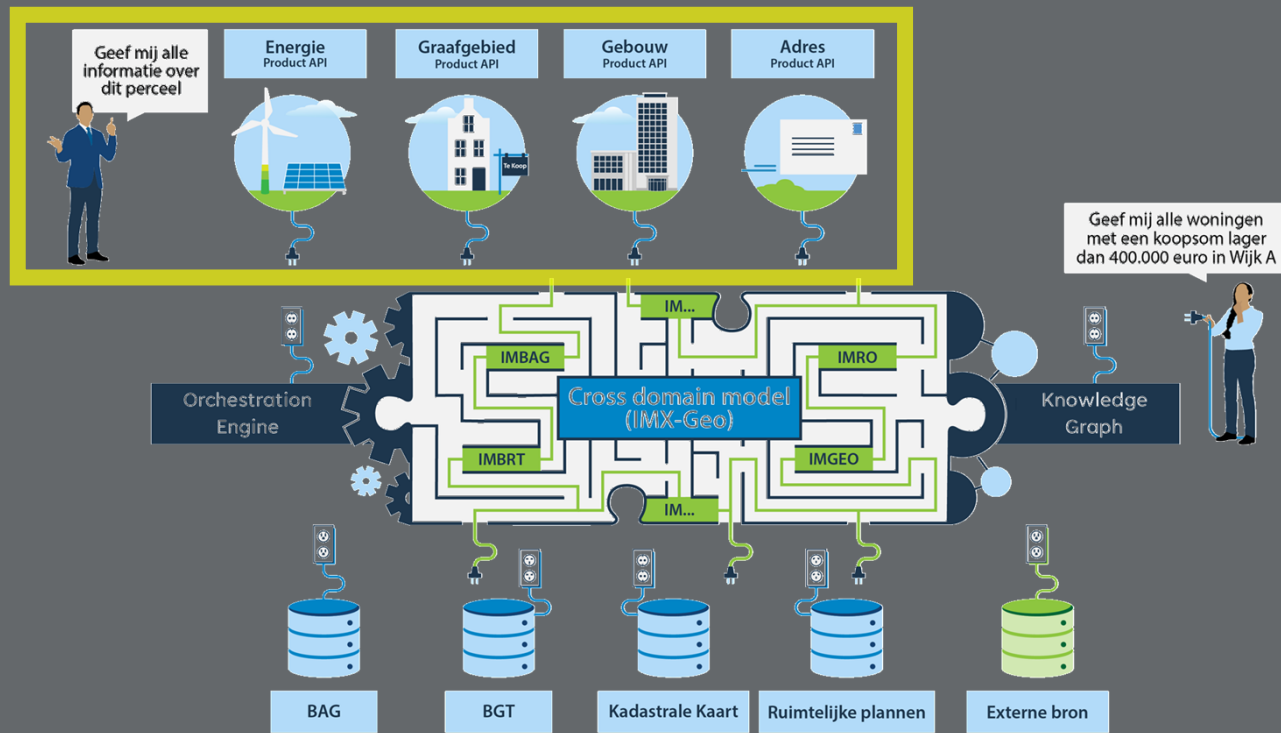 Geef mij alle
informatie over
dit perceel
Energie
Product API
Graafgebied
Product API
Gebouw
Product API
Adres
Product API
Te Koop
Geef mij alle woningen
met een koopsom lager
dan 400.000 euro in Wijk A
IM...
IMBAG
IMRO
Orchestration
Engine
Cross domain model
(IMX-Geo)
Knowledge
Graph
IMBRT
IMGEO
IM...
BAG
BGT
Kadastrale Kaart
Ruimtelijke plannen
Externe bron